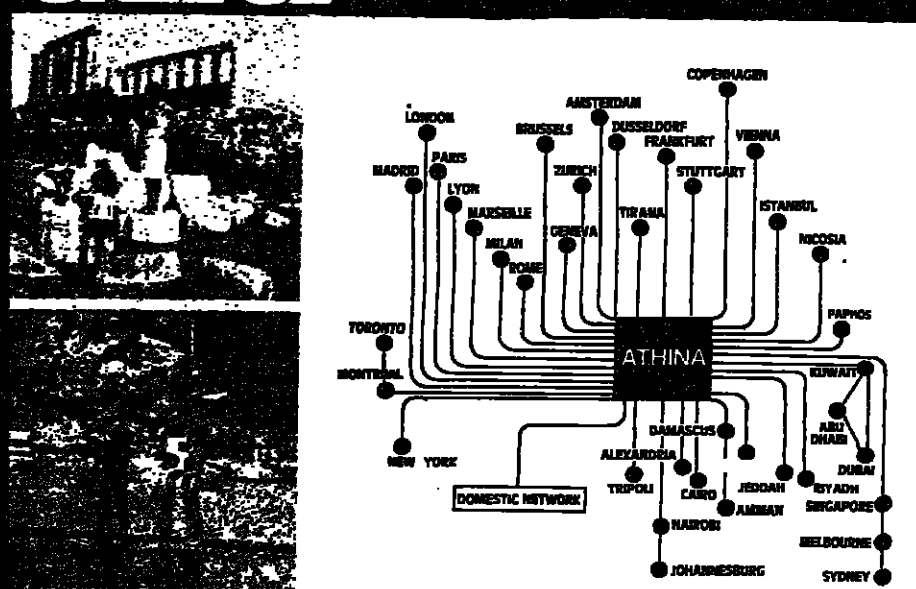 COPENHAGEN
AMSTERDAM
LONDON
BRUSSELS
DUSSELDORF
FRANKFURT
VIENNA
MADRID
PARIS
ZURICH
STUTTGART
LYON
ISTANBUL
MARSEILLE
TIRANA
GENEVA
MILAN
NICOSIA
ROME
PAPHOS
TORONTO
ATHINA
MONTREAL
KUWAIT
ABU
DHABI
DAMASCUS
NEW YORK
ALEXANDRIA
DUBAI
TRIPOLI
CAIRO
JEDDAH
RIYADH
DOMESTIC NETWORK
AMMAN
SINGAPORE
NAIROBI
MELBOURNE
JOHANNESBURG
SYDNEY